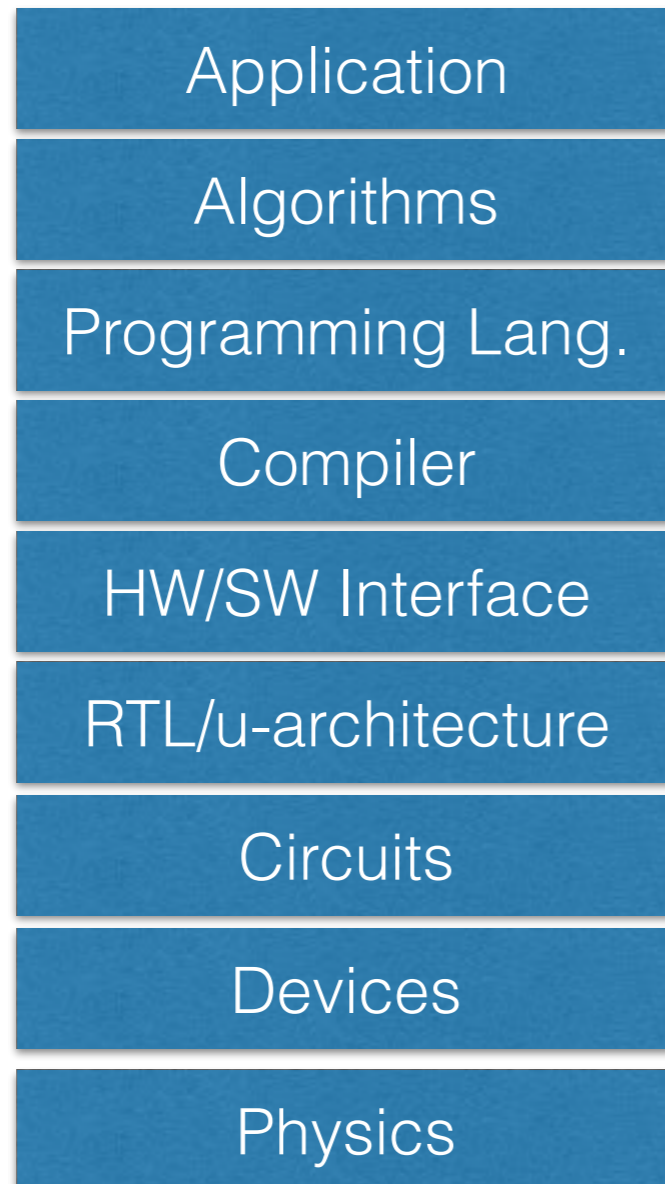 Application
Algorithms
Programming Lang.
Compiler
HW/SW Interface
RTL/u-architecture
Circuits
Devices
Physics